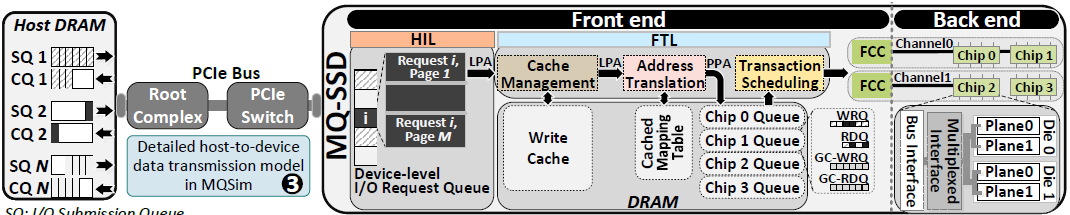 Host DRAM
SQ 1
CQ 1
SQ 2
CQ 2
SQ N
CQ N
PCIe Bus
Root
Complex
PCIe
Switch
Detailed host-to-device
data transmission model
in MQSim
3
MQ-SSD
Front end
HIL
Request i,
Page 1
i
Request i,
Page M
Device-level
I/O Request Queue
FTL
LPA
Cache
Management
LPA
Address
Translation
PPA
Transaction
Scheduling
Write
Cache
Cached
Mapping
Table
Chip 0 Queue
Chip 1 Queue
Chip 2 Queue
Chip 3 Queue
WRQ
RDQ
GC-WRQ
GC-RDQ
DRAM
Back end
FCC
Channel0
Chip 0
Chip 1
FCC
Channel1
Chip 2
Chip 3
Bus Interface
Multiplexed
Interface
Plane0
Plane1
Die 0
Plane0
Plane1
Die 1
SQ: I/O Submission Queue